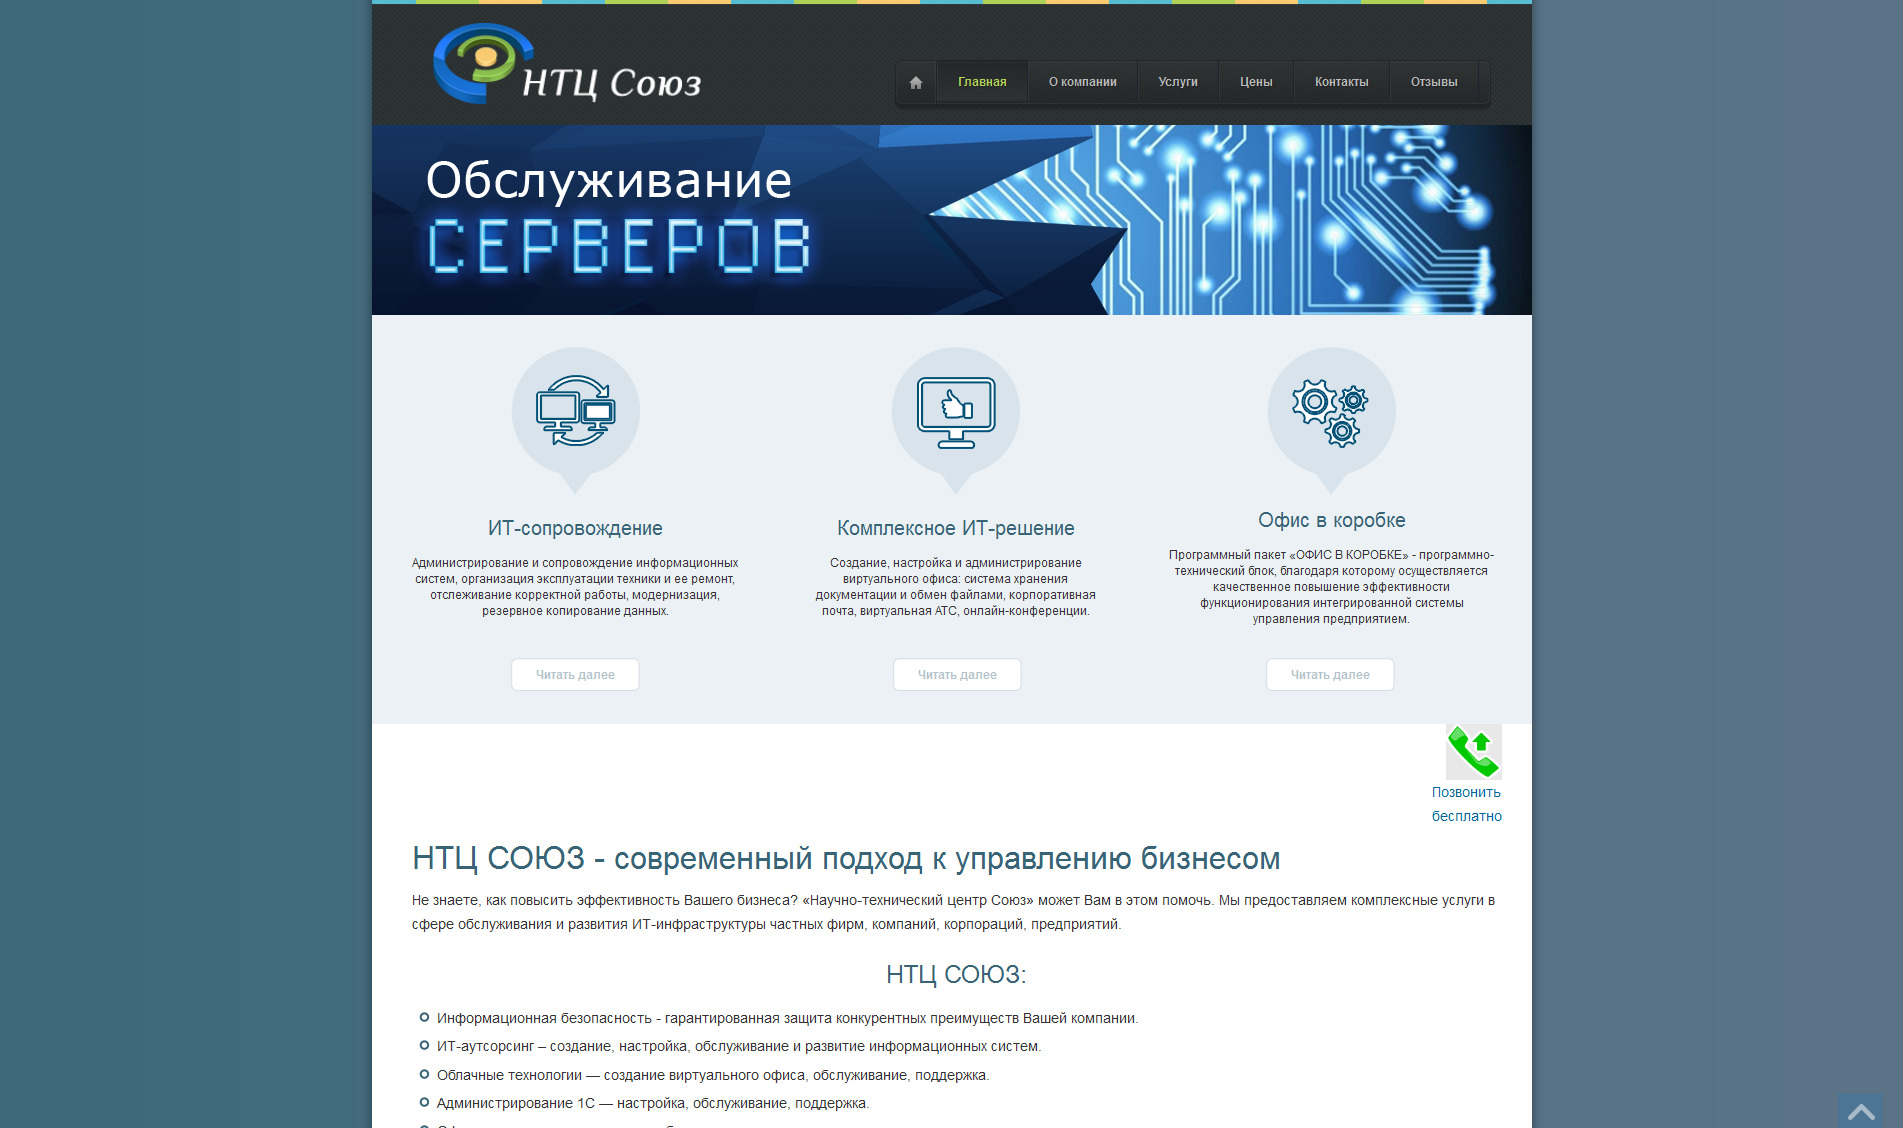 НТЦ Союз
Главная
О компании
Услуги
Цены
Контакты
Отзывы
Обслуживание
СЕРВЕРОВ
ИТ-сопровождение
Администрирование и сопровождение информационных
систем, организация эксплуатации техники и ее ремонт,
отслеживание корректной работы, модернизация,
резервное копирование данных.
Читать далее
Комплексное ИТ-решение
Создание, настройка и администрирование
виртуального офиса: система хранения
документации и обмен файлами, корпоративная
почта, виртуальная АТС, онлайн-конференции.
Читать далее
Офис в коробке
Программный пакет «ОФИС В КОРОБКЕ» - программно-
технический блок, благодаря которому осуществляется
качественное повышение эффективности
функционирования интегрированной системы
управления предприятием.
Читать далее
Позвонить
бесплатно
НТЦ СОЮЗ - современный подход к управлению бизнесом
Не знаете, как повысить эффективность Вашего бизнеса? «Научно-технический центр Союз» может Вам в этом помочь. Мы предоставляем комплексные услуги в
сфере обслуживания и развития ИТ-инфраструктуры частных фирм, компаний, корпораций, предприятий.
НТЦ СОЮЗ:
Информационная безопасность - гарантированная защита конкурентных преимуществ Вашей компании.
ИТ-аутсорсинг – создание, настройка, обслуживание и развитие информационных систем.
Облачные технологии — создание виртуального офиса, обслуживание, поддержка.
Администрирование 1С — настройка, обслуживание, поддержка.